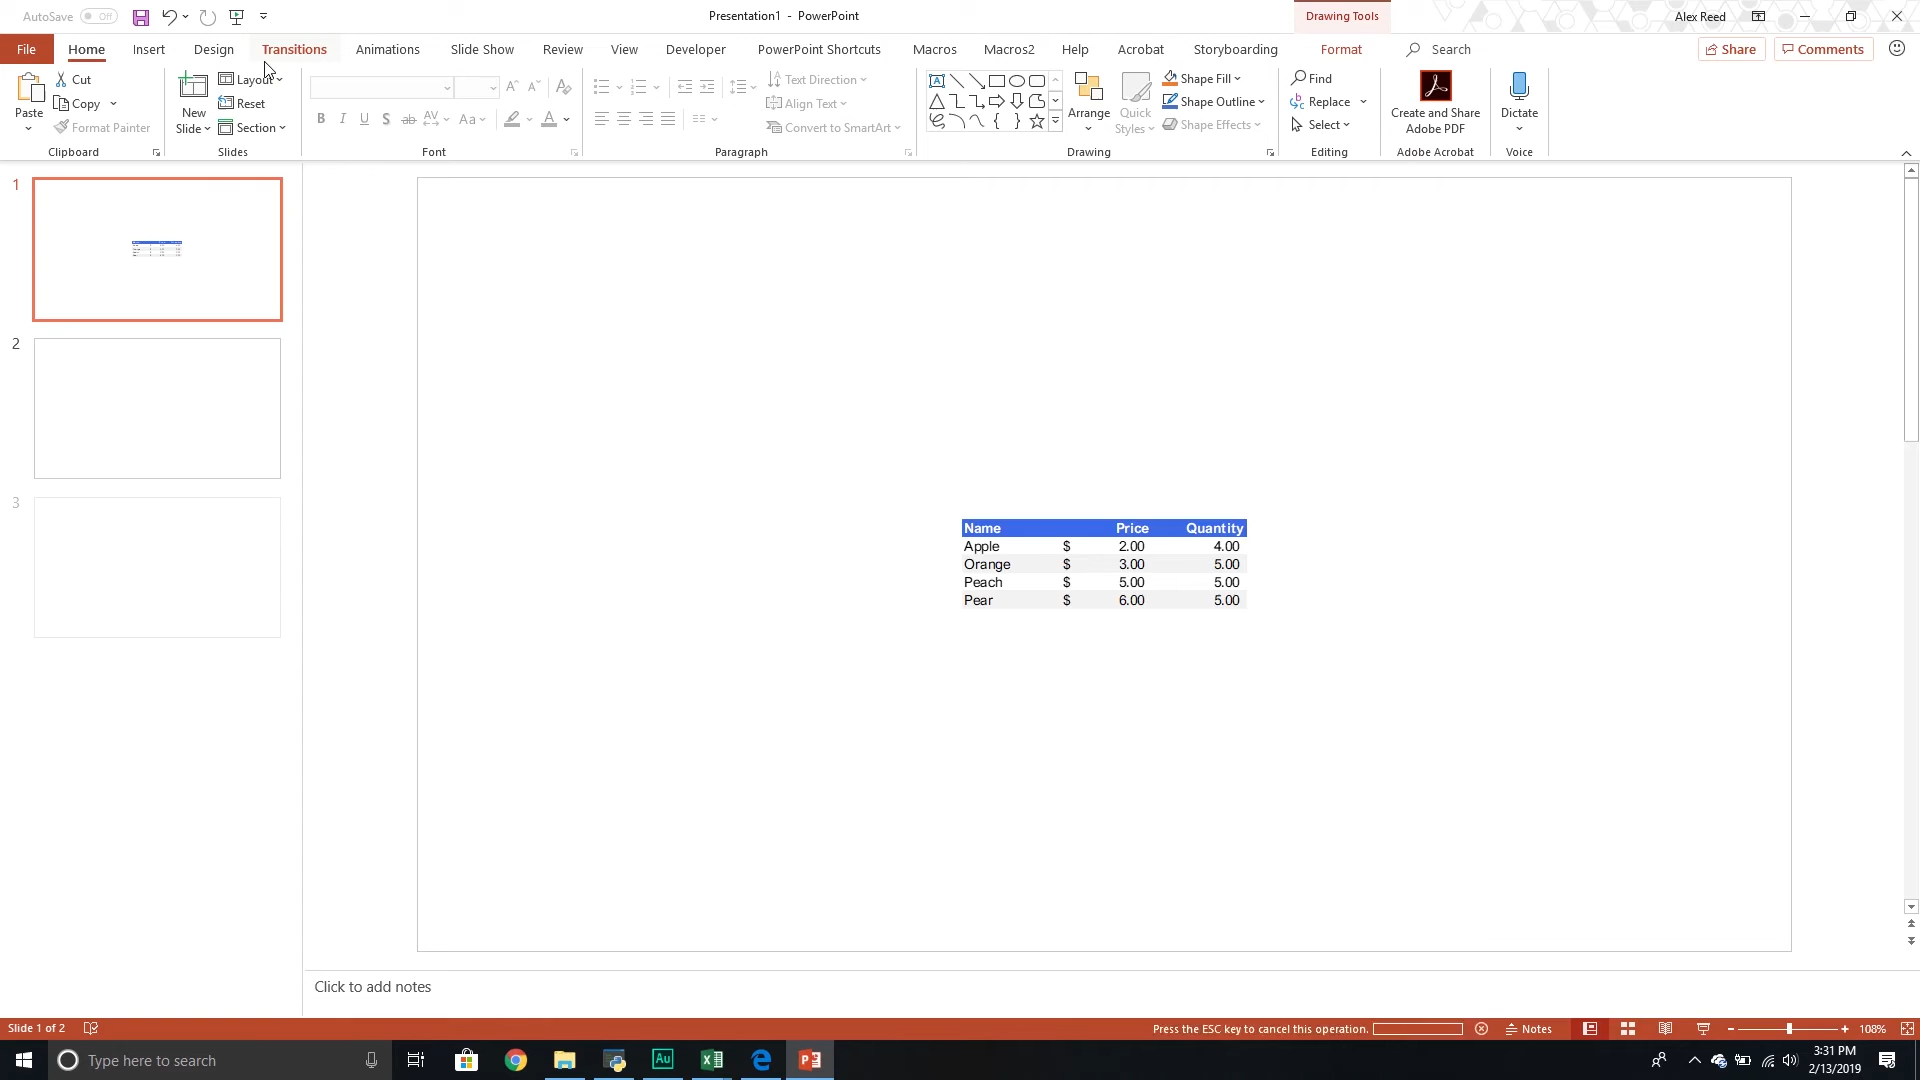 AutoSave Off
Presentation1 - PowerPoint
Drawing Tools
Alex Reed
File Home Insert Design Transitions Animations Slide Show Review View Developer PowerPoint Shortcuts Macros Macros2 Help Acrobat Storyboarding Format Search Share Comments
Paste
Cut
Copy
Format Painter
Clipboard
New Slide
Layout
Reset
Section
Slides
B I U S ab AV Aa A
Font
Text Direction
Align Text
Convert to SmartArt
Paragraph
Arrange
Quick Styles
Shape Fill
Shape Outline
Shape Effects
Drawing
Find
Replace
Select
Editing
Create and Share Adobe PDF
Adobe Acrobat
Dictate
Voice
1
2
3
Name Price Quantity
Apple $ 2.00 4.00
Orange $ 3.00 5.00
Peach $ 5.00 5.00
Pear $ 6.00 5.00
Click to add notes
Slide 1 of 2
Press the ESC key to cancel this operation.
Notes
108%
Type here to search
Au
3:31 PM
2/13/2019